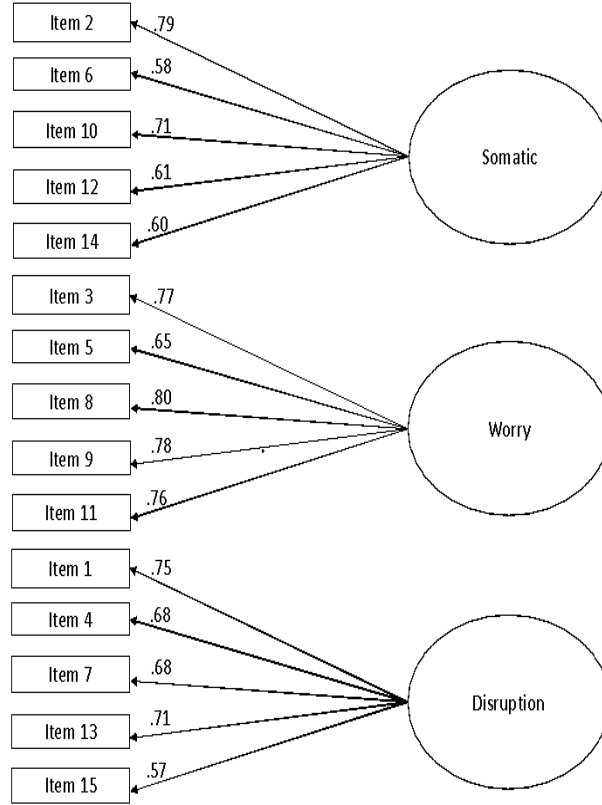 Item 2
.79
Item 6
.58
Item 10
.71
Item 12
.61
Item 14
.60
Somatic
Item 3
.77
Item 5
.65
Item 8
.80
Item 9
.78
Item 11
.76
Worry
Item 1
.75
Item 4
.68
Item 7
.68
Item 13
.71
Item 15
.57
Disruption